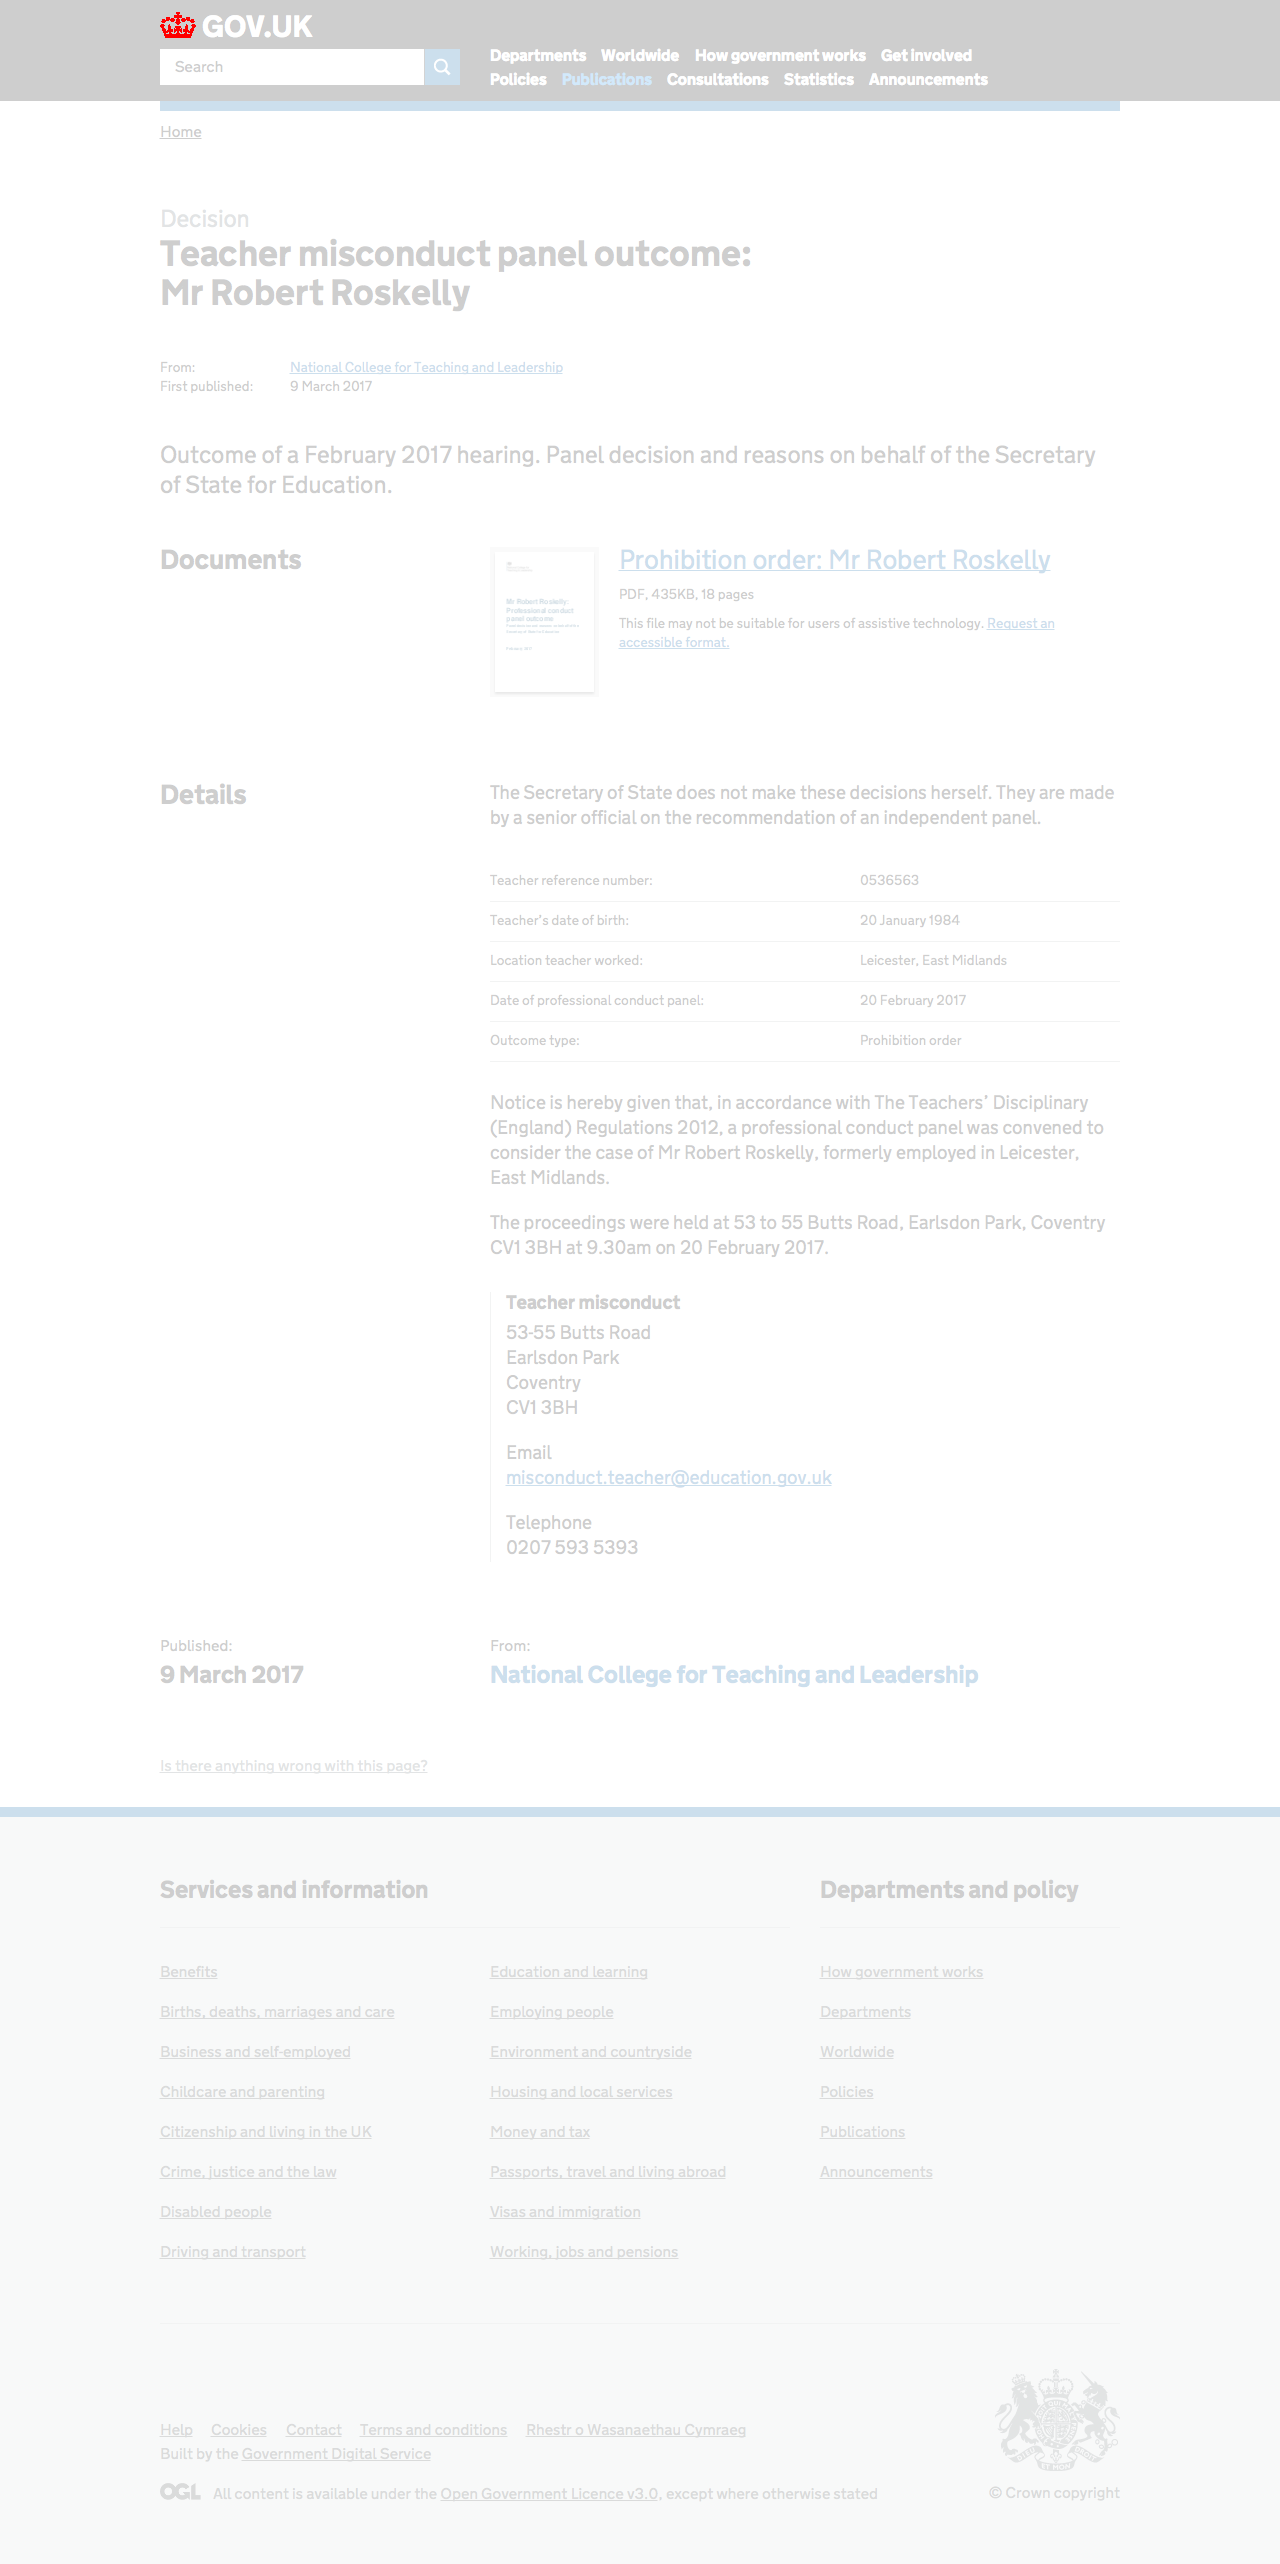 GOV.UK
Search
Departments Worldwide How government works Get involved
Policies Publications Consultations Statistics Announcements
Home
Decision
Teacher misconduct panel outcome:
Mr Robert Roskelly
From: National College for Teaching and Leadership
First published: 9 March 2017
Outcome of a February 2017 hearing. Panel decision and reasons on behalf of the Secretary
of State for Education.
Documents
Mr Robert Roskelly:
Professional conduct
panel outcome
Prohibition order: Mr Robert Roskelly
PDF, 435KB, 18 pages
This file may not be suitable for users of assistive technology. Request an
accessible format.
Details
The Secretary of State does not make these decisions herself. They are made
by a senior official on the recommendation of an independent panel.
Teacher reference number: 0536563
Teacher's date of birth: 20 January 1984
Location teacher worked: Leicester, East Midlands
Date of professional conduct panel: 20 February 2017
Outcome type: Prohibition order
Notice is hereby given that, in accordance with The Teachers’ Disciplinary
(England) Regulations 2012, a professional conduct panel was convened to
consider the case of Mr Robert Roskelly, formerly employed in Leicester,
East Midlands.
The proceedings were held at 53 to 55 Butts Road, Earlsdon Park, Coventry
CV1 3BH at 9.30am on 20 February 2017.
Teacher misconduct
53-55 Butts Road
Earlsdon Park
Coventry
CV1 3BH
Email
misconduct.teacher@education.gov.uk
Telephone
0207 593 5393
Published: From:
9 March 2017 National College for Teaching and Leadership
Is there anything wrong with this page?
Services and information Departments and policy
Benefits Education and learning How government works
Births, deaths, marriages and care Employing people Departments
Business and self-employed Environment and countryside Worldwide
Childcare and parenting Housing and local services Policies
Citizenship and living in the UK Money and tax Publications
Crime, justice and the law Passports, travel and living abroad Announcements
Disabled people Visas and immigration
Driving and transport Working, jobs and pensions
Help Cookies Contact Terms and conditions Rhestr o Wasanaethau Cymraeg
Built by the Government Digital Service
OGL All content is available under the Open Government Licence v3.0, except where otherwise stated
© Crown copyright